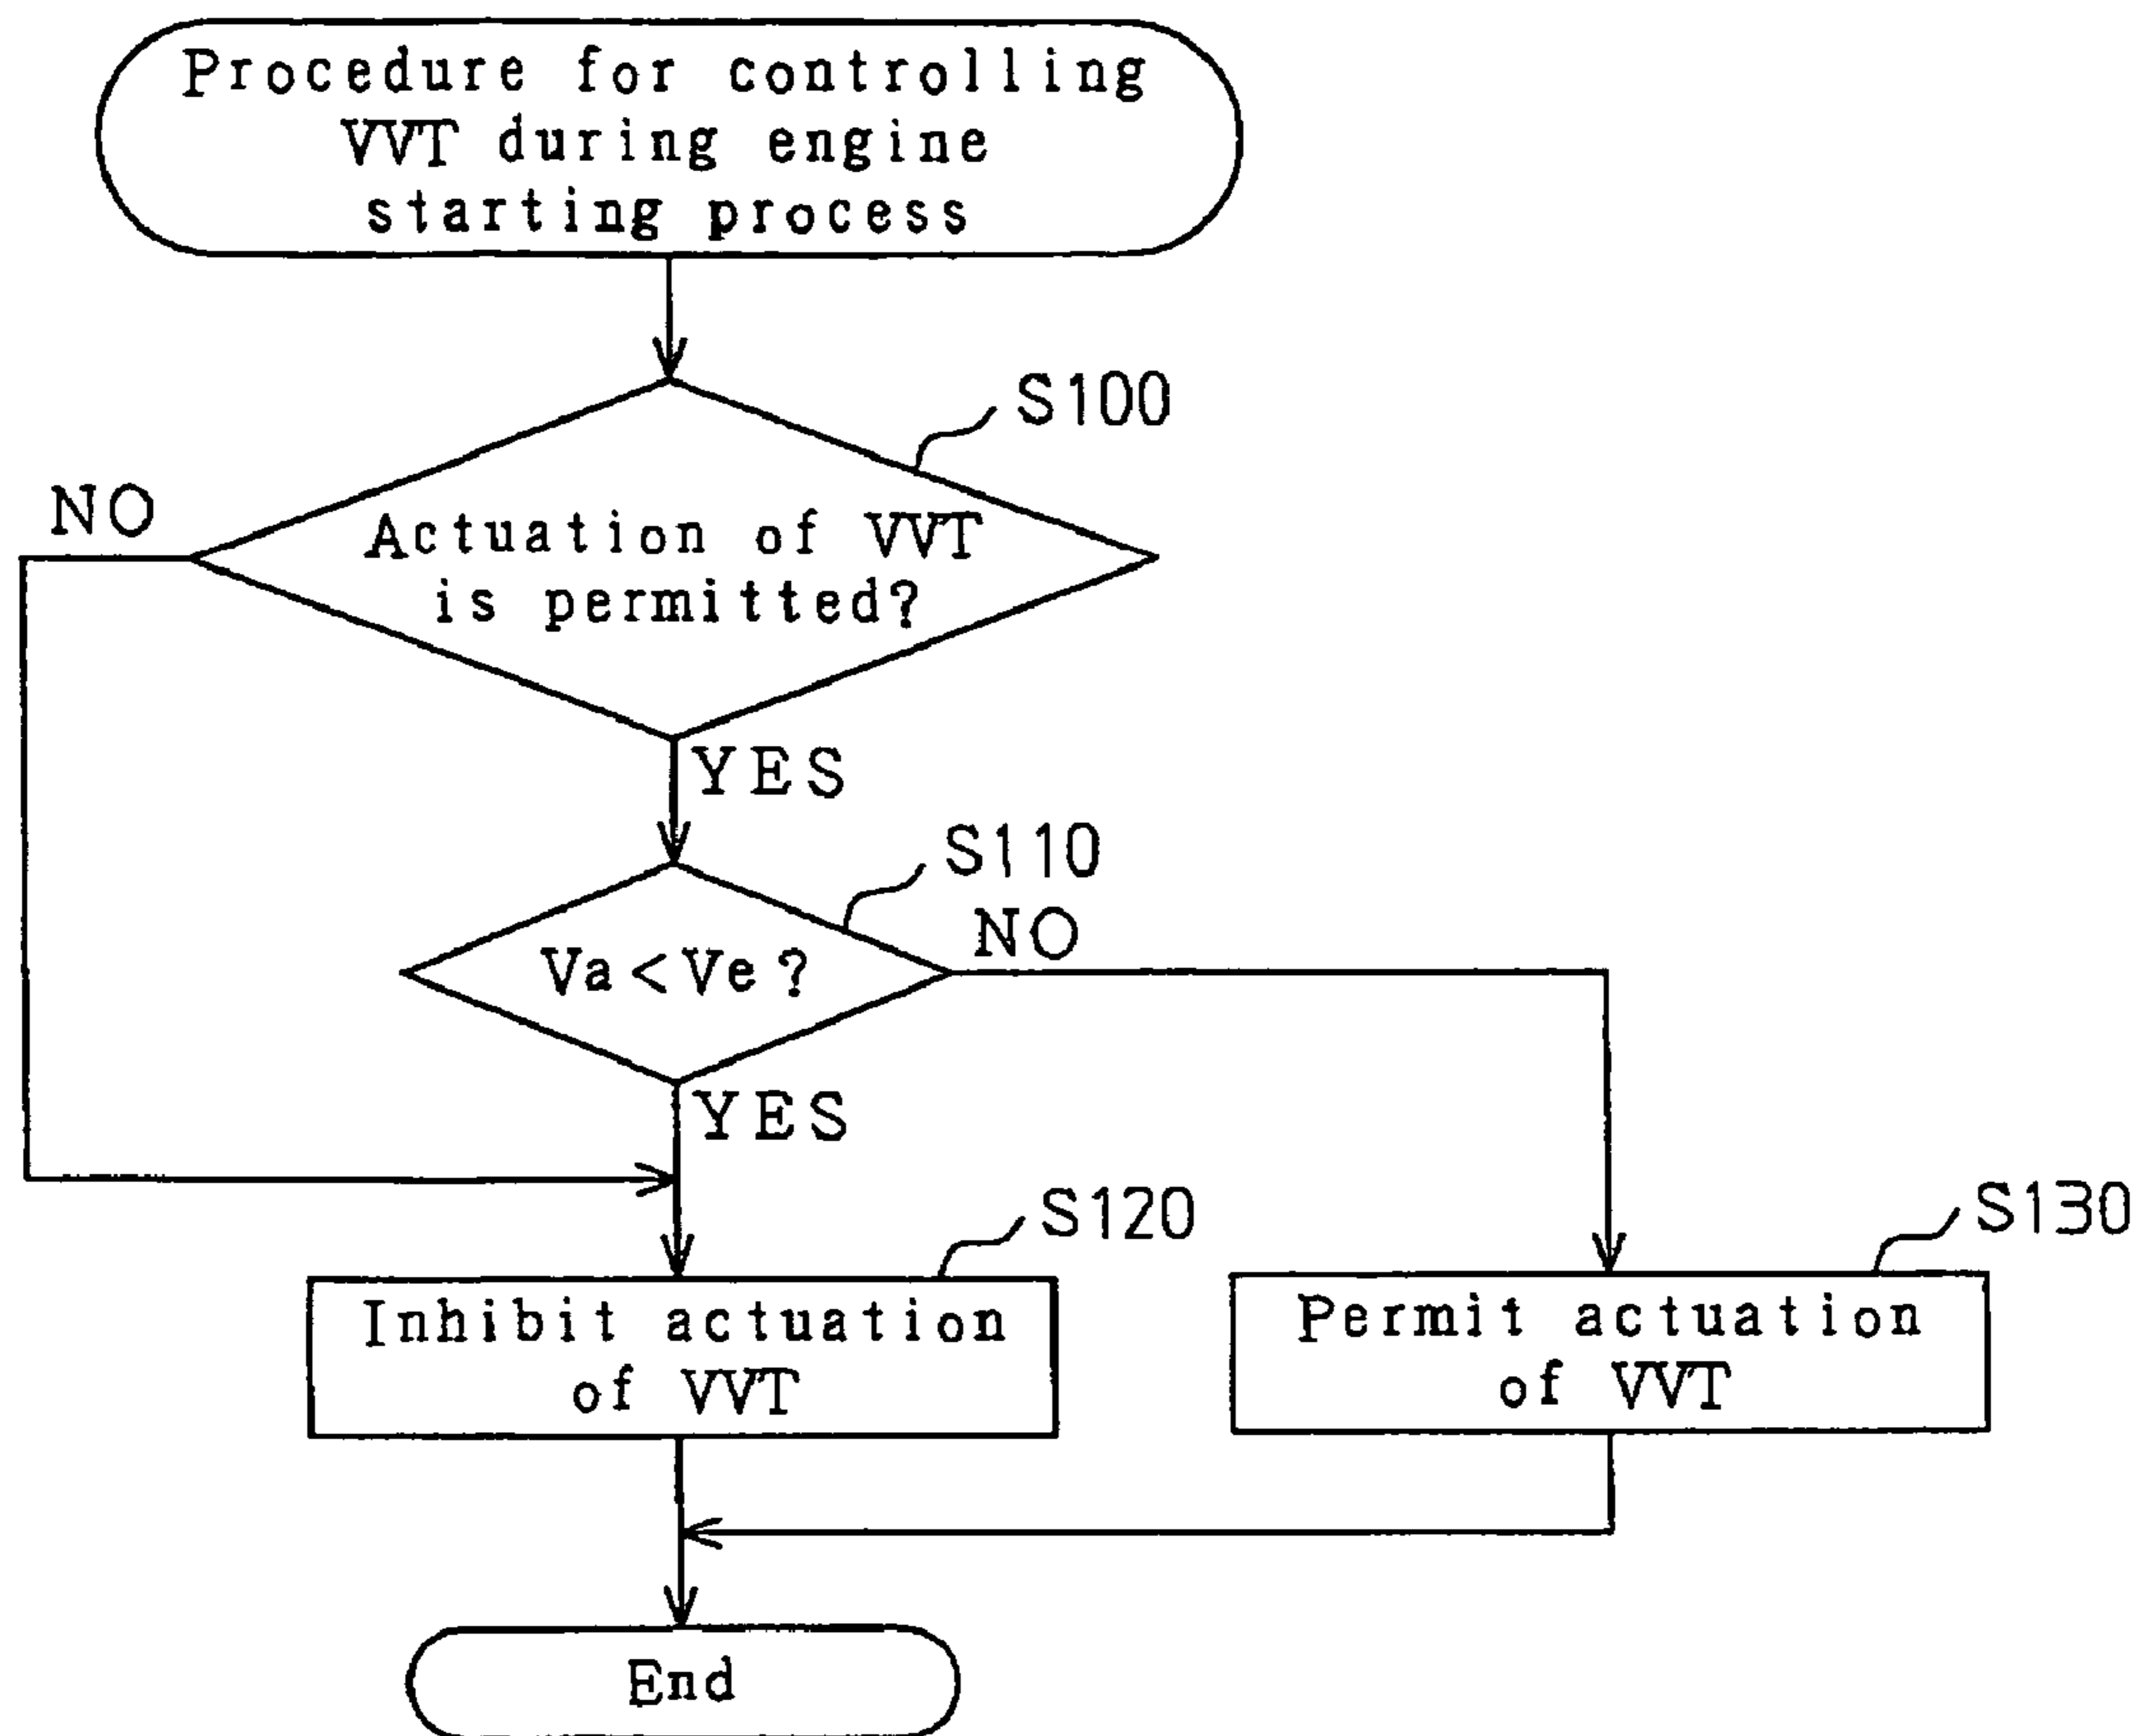 Procedure for controlling
VVT during engine
starting process
S100
NO
Actuation of VVT
is permitted?
YES
S110
NO
Va<Ve?
YES
S120
S130
Inhibit actuation
of VVT
Permit actuation
of VVT
End